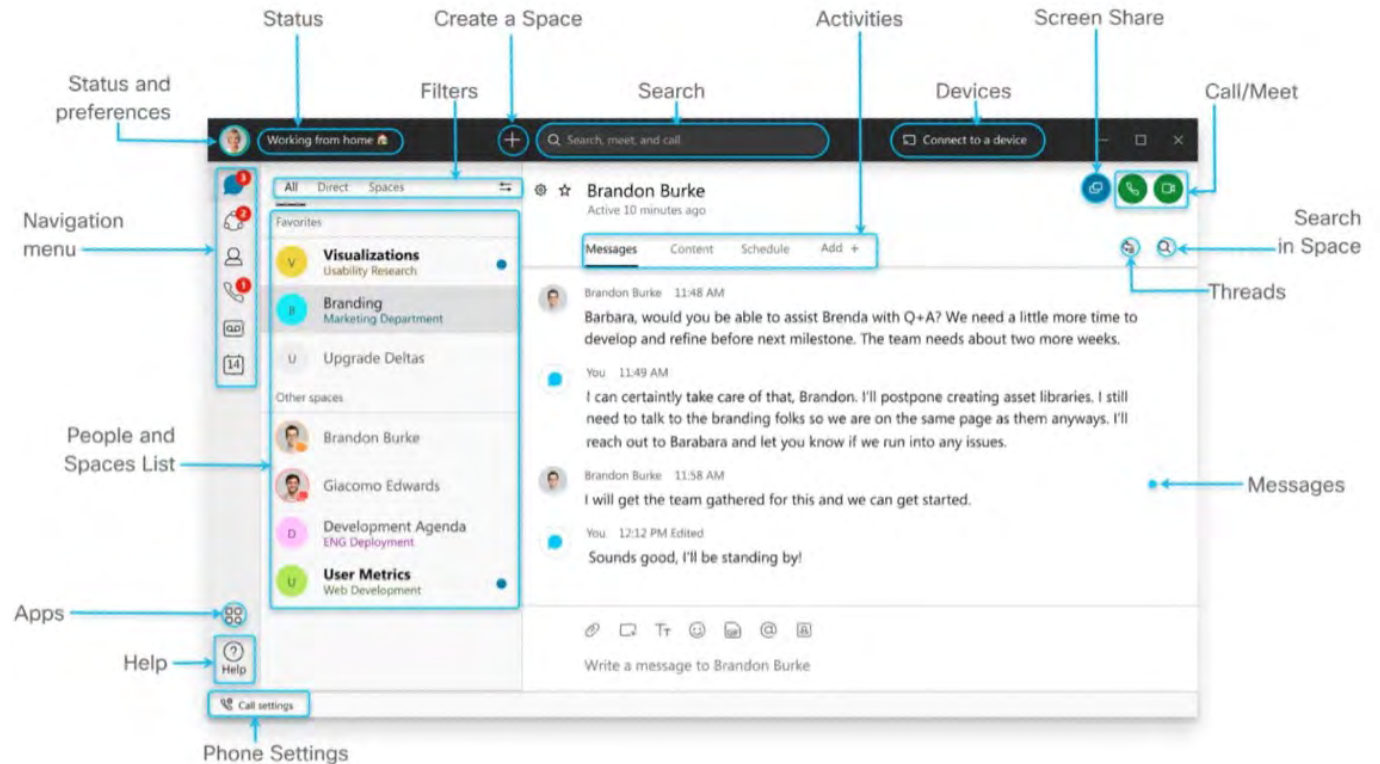 Status
Create a Space
Activities
Screen Share
Status and
preferences
Filters
Search
Devices
Call/Meet
Working from home
Search, meet, and call
Connect to a device
Navigation
menu
3
2
1
14
All Direct Spaces
Favorites
V
Visualizations
Usability Research
B
Branding
Marketing Department
U
Upgrade Deltas
Other spaces
Brandon Burke
Giacomo Edwards
D
Development Agenda
ENG Deployment
U
User Metrics
Web Development
People and
Spaces List
Apps
Help
Help
Call settings
Phone Settings
Brandon Burke
Active 10 minutes ago
Messages Content Schedule Add +
Search
in Space
Threads
Brandon Burke 11:48 AM
Barbara, would you be able to assist Brenda with Q+A? We need a little more time to
develop and refine before next milestone. The team needs about two more weeks.
You 11:49 AM
I can certaintly take care of that, Brandon. I'll postpone creating asset libraries. I still
need to talk to the branding folks so we are on the same page as them anyways. I'll
reach out to Barabara and let you know if we run into any issues.
Brandon Burke 11:58 AM
I will get the team gathered for this and we can get started.
Messages
You 12:12 PM Edited
Sounds good, I'll be standing by!
Write a message to Brandon Burke